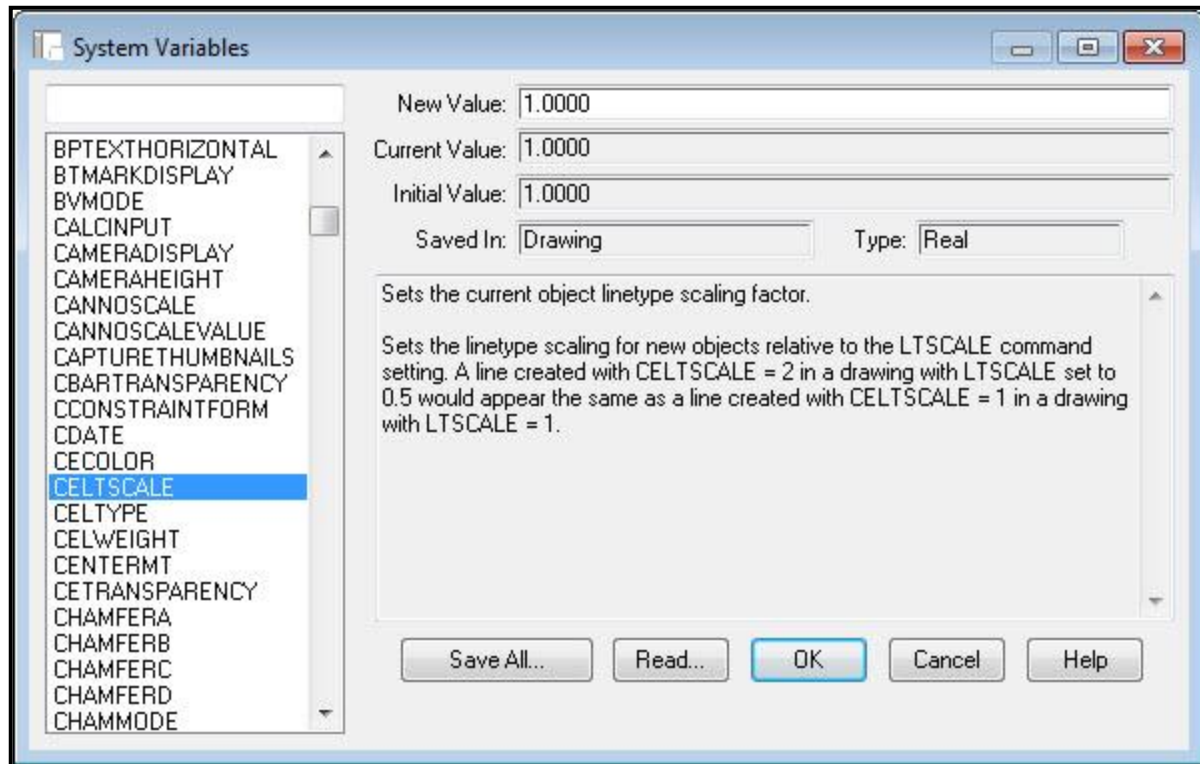 System Variables
New Value: 1.0000
BPTEXTHORIZONTAL
BTMARKDISPLAY
BVMODE
CALCINPUT
CAMERADISPLAY
CAMERAHEIGHT
CANNOSCALE
CANNOSCALEVALUE
CAPTURETHUMBNAILS
CBARTRANSPARENCY
CCONSTRAINTFORM
CDATE
CECOLOR
CELTSCALE
CELTYPE
CELWEIGHT
CENTERMT
CETRANSPARENCY
CHAMFERA
CHAMFERB
CHAMFERC
CHAMFERD
CHAMMODE
Current Value: 1.0000
Initial Value: 1.0000
Saved In: Drawing Type: Real
Sets the current object linetype scaling factor.
Sets the linetype scaling for new objects relative to the LTSCALE command
setting. A line created with CELTSCALE = 2 in a drawing with LTSCALE set to
0.5 would appear the same as a line created with CELTSCALE = 1 in a drawing
with LTSCALE = 1.
Save All... Read... OK Cancel Help